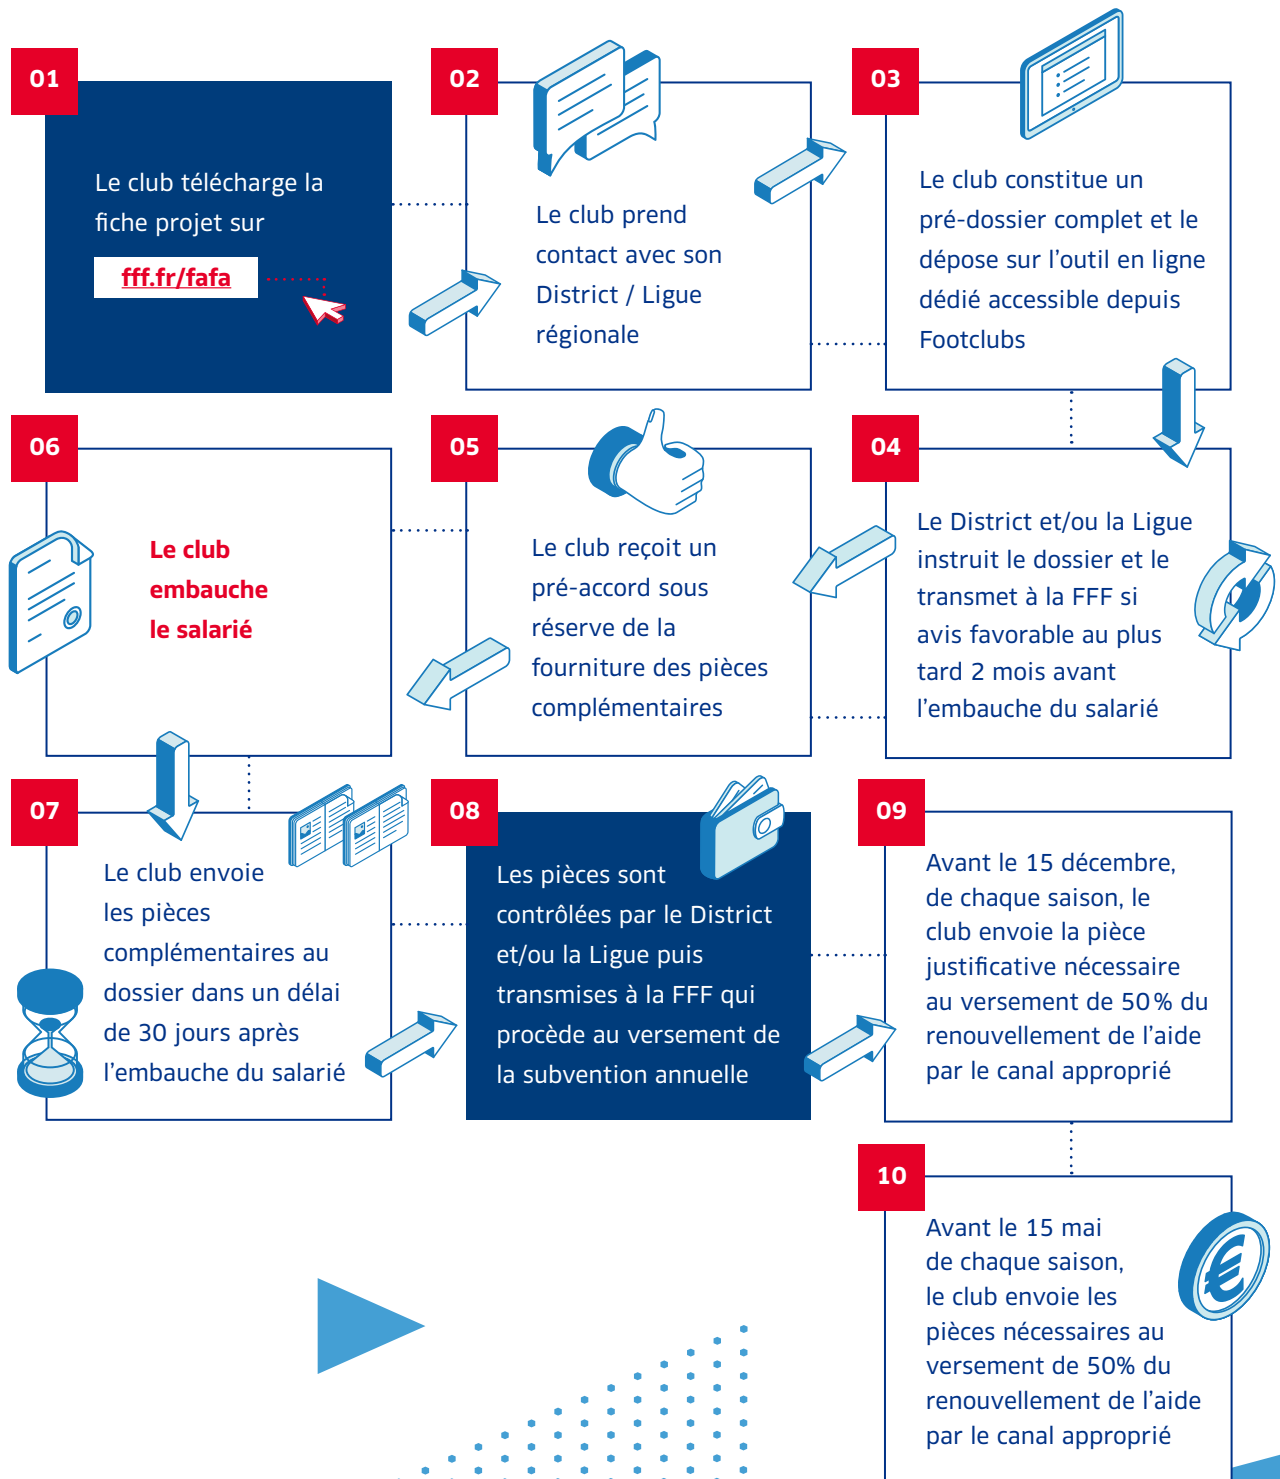 01
Le club télécharge la
fiche projet sur
fff.fr/fafa
02
Le club prend
contact avec son
District / Ligue
régionale
03
Le club constitue un
pré-dossier complet et le
dépose sur l'outil en ligne
dédié accessible depuis
Footclubs
04
Le District et/ou la Ligue
instruit le dossier et le
transmet à la FFF si
avis favorable au plus
tard 2 mois avant
l'embauche du salarié
05
Le club reçoit un
pré-accord sous
réserve de la
fourniture des pièces
complémentaires
06
Le club
embauche
le salarié
07
Le club envoie
les pièces
complémentaires au
dossier dans un délai
de 30 jours après
l'embauche du salarié
08
Les pièces sont
contrôlées par le District
et/ou la Ligue puis
transmises à la FFF qui
procède au versement de
la subvention annuelle
09
Avant le 15 décembre,
de chaque saison, le
club envoie la pièce
justificative nécessaire
au versement de 50% du
renouvellement de l'aide
par le canal approprié
10
Avant le 15 mai
de chaque saison,
le club envoie les
pièces nécessaires au
versement de 50% du
renouvellement de l'aide
par le canal approprié
€